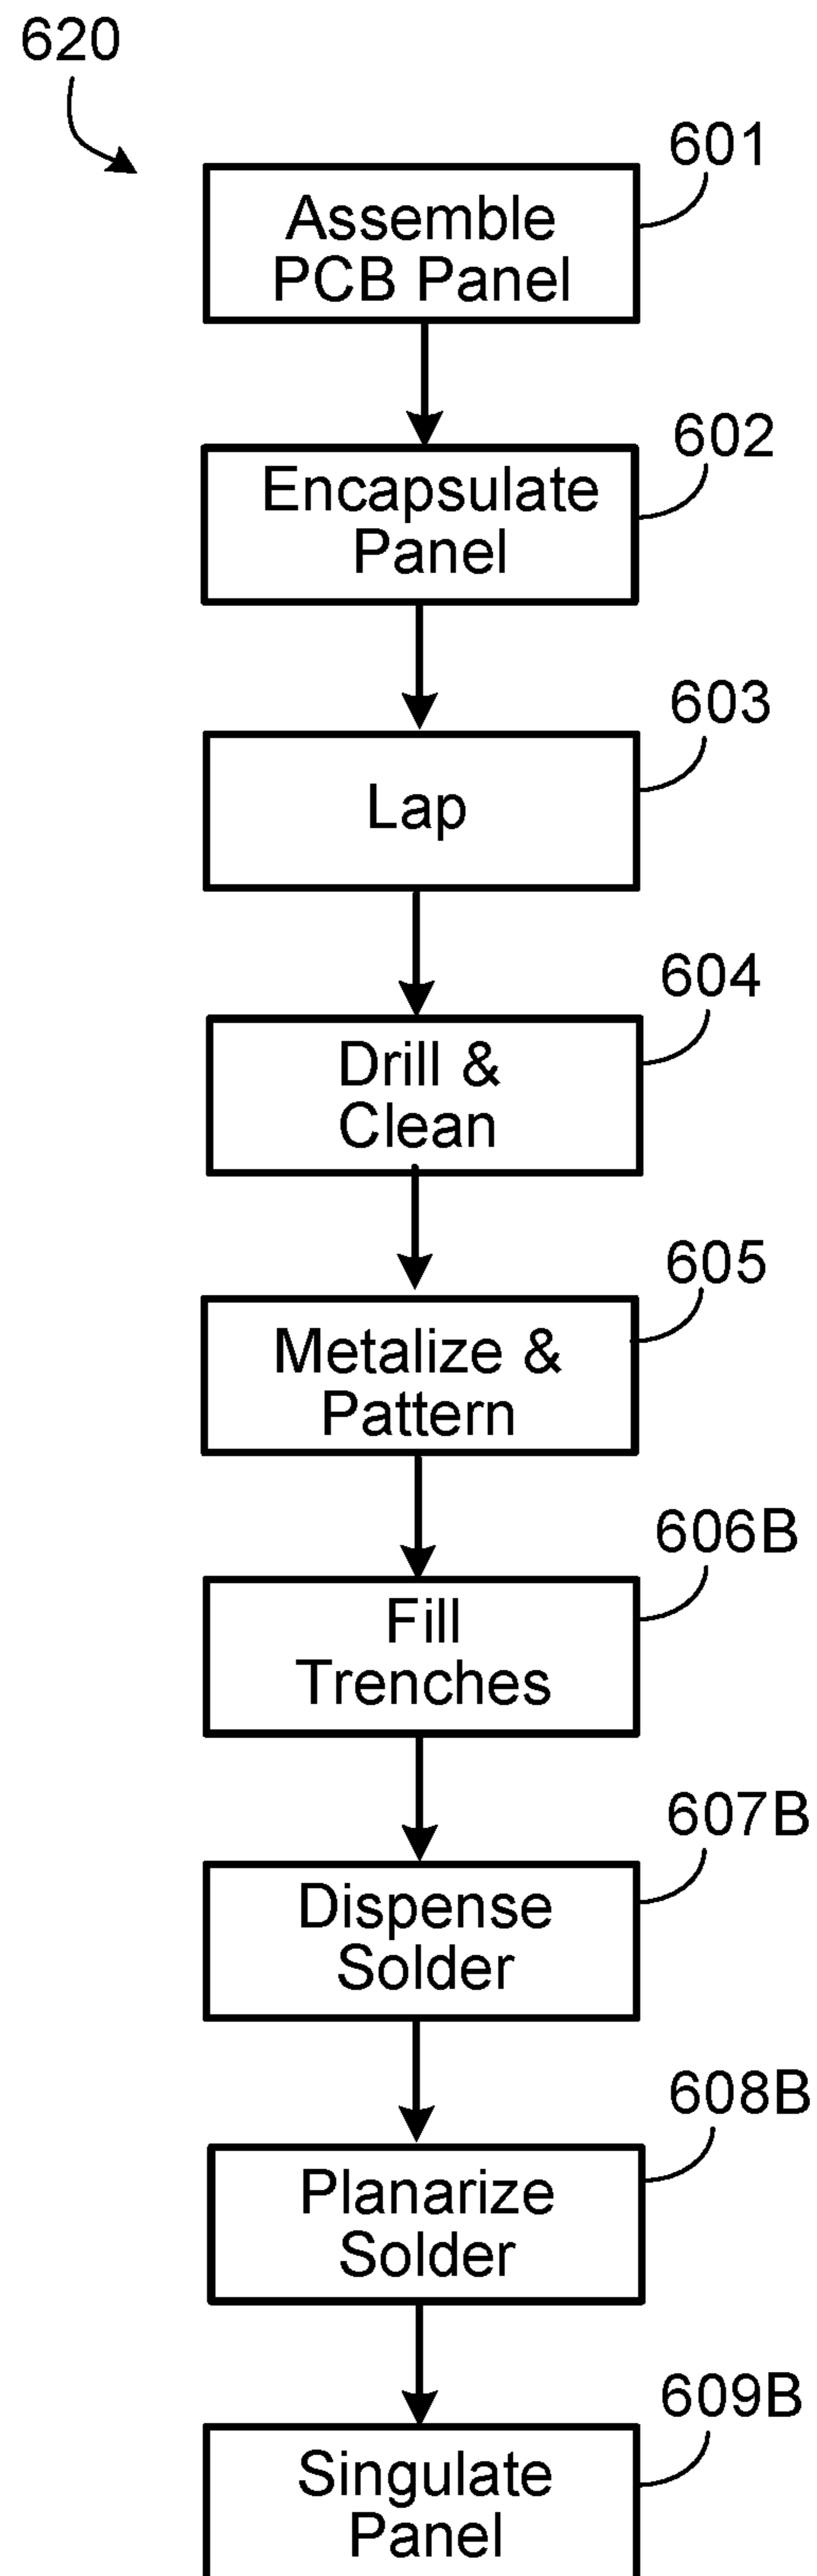 620
601
Assemble
PCB Panel
602
Encapsulate
Panel
603
Lap
604
Drill &
Clean
605
Metalize &
Pattern
606B
Fill
Trenches
607B
Dispense
Solder
608B
Planarize
Solder
609B
Singulate
Panel